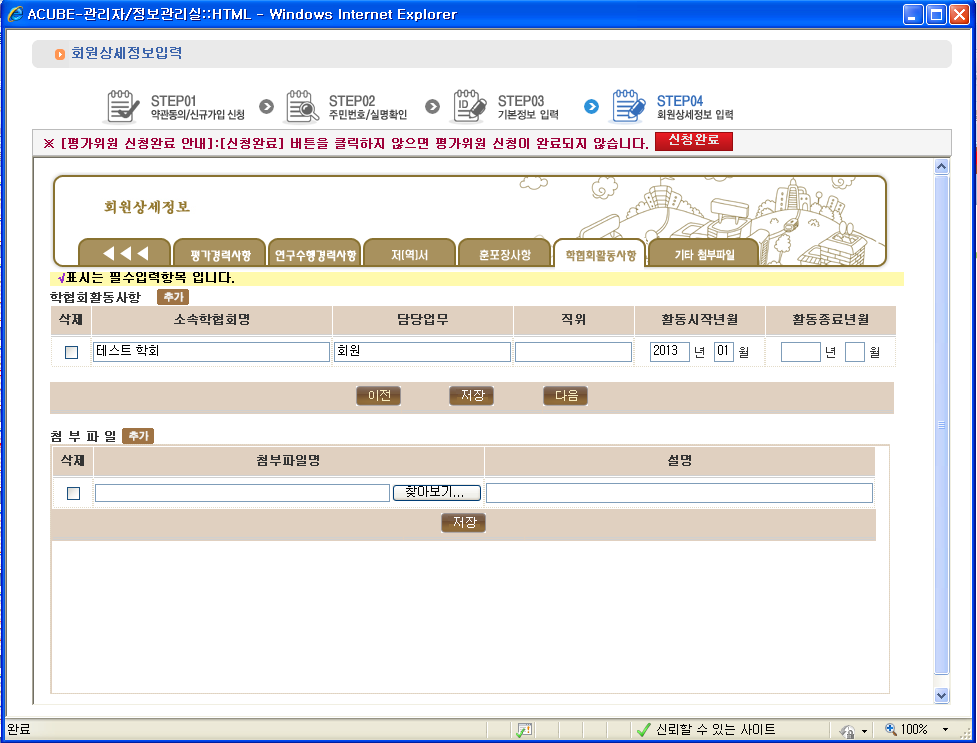 ACUBE-관리자/정보관리실::HTML - Windows Internet Explorer
회원상세정보입력
STEP01
약관동의/신규가입 신청
STEP02
주민번호/실명확인
STEP03
기본정보 입력
STEP04
회원상세정보 입력
※ [평가위원 신청완료 안내]:[신청완료] 버튼을 클릭하지 않으면 평가위원 신청이 완료되지 않습니다. 신청완료
회원상세정보
평가경력사항 연구수행경력사항 저(역)서 훈포장사항 학협회활동사항 기타 첨부파일
√표시는 필수입력항목 입니다.
학협회활동사항 추가
삭제 소속학협회명 담당업무 직위 활동시작년월 활동종료년월
테스트 학회 회원 2013 년 01 월 년 월
이전 저장 다음
첨 부 파 일 추가
삭제 첨부파일명 설명
찾아보기...
저장
완료 신뢰할 수 있는 사이트 100%